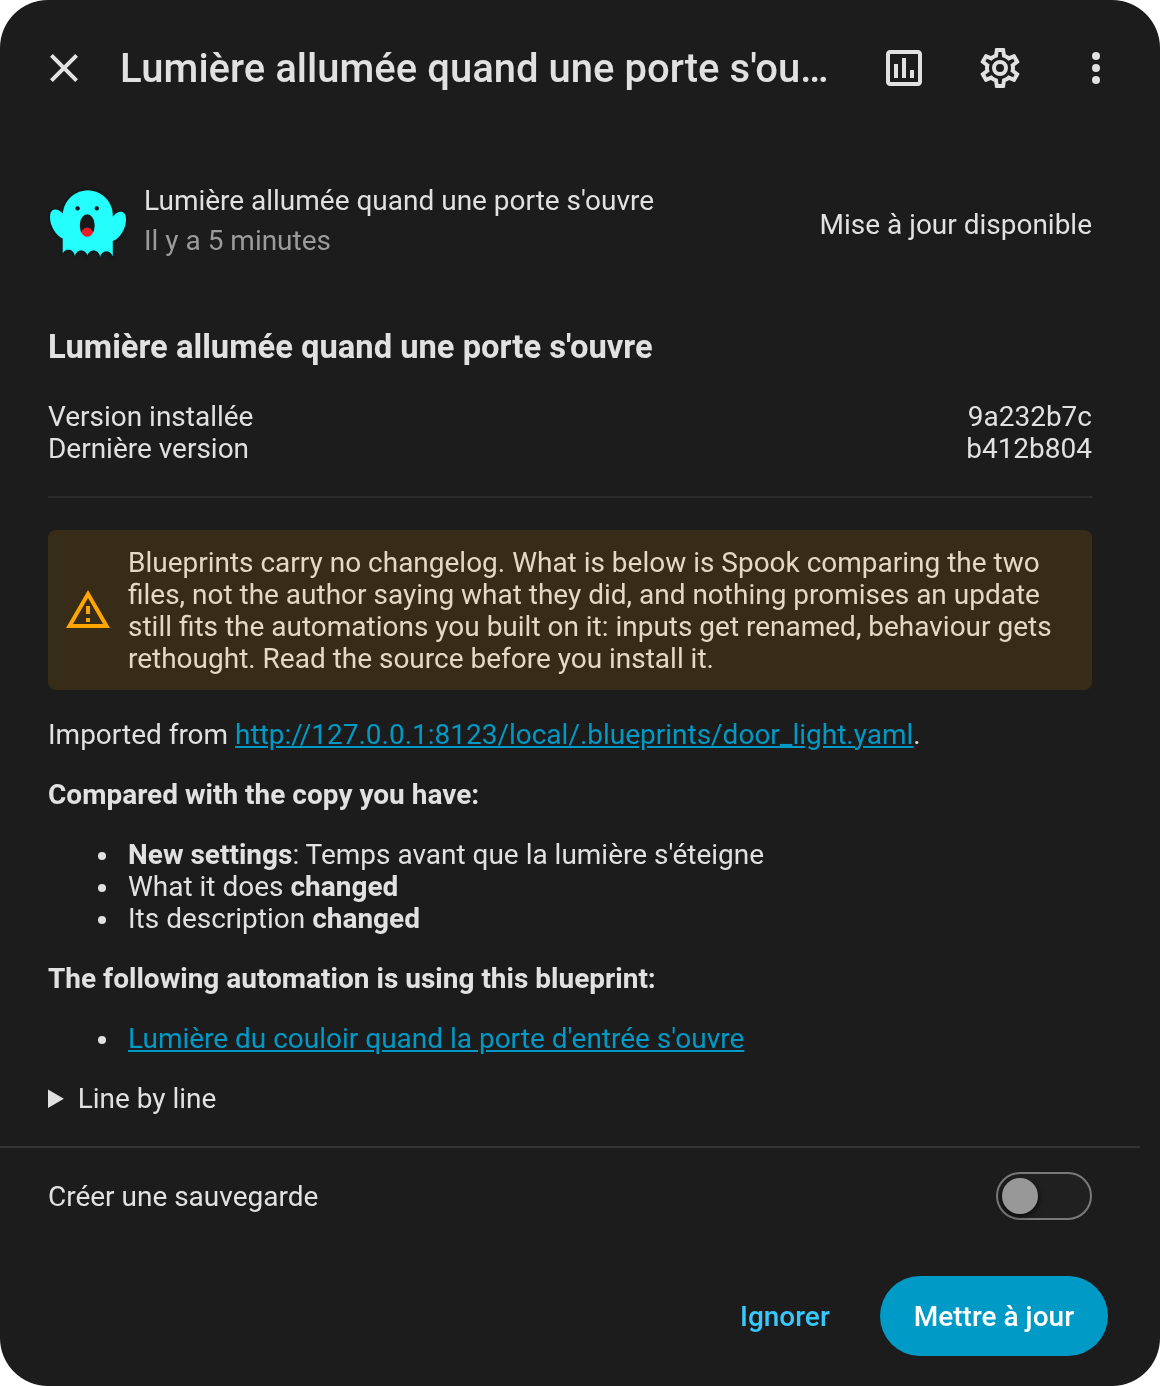 Lumière allumée quand une porte s'ou...
Lumière allumée quand une porte s'ouvre
Il y a 5 minutes
Mise à jour disponible
Lumière allumée quand une porte s'ouvre
Version installée 9a232b7c
Dernière version b412b804
Blueprints carry no changelog. What is below is Spook comparing the two
files, not the author saying what they did, and nothing promises an update
still fits the automations you built on it: inputs get renamed, behaviour gets
rethought. Read the source before you install it.
Imported from http://127.0.0.1:8123/local/.blueprints/door_light.yaml.
Compared with the copy you have:
• New settings: Temps avant que la lumière s'éteigne
• What it does changed
• Its description changed
The following automation is using this blueprint:
• Lumière du couloir quand la porte d'entrée s'ouvre
Line by line
Créer une sauvegarde
Ignorer
Mettre à jour